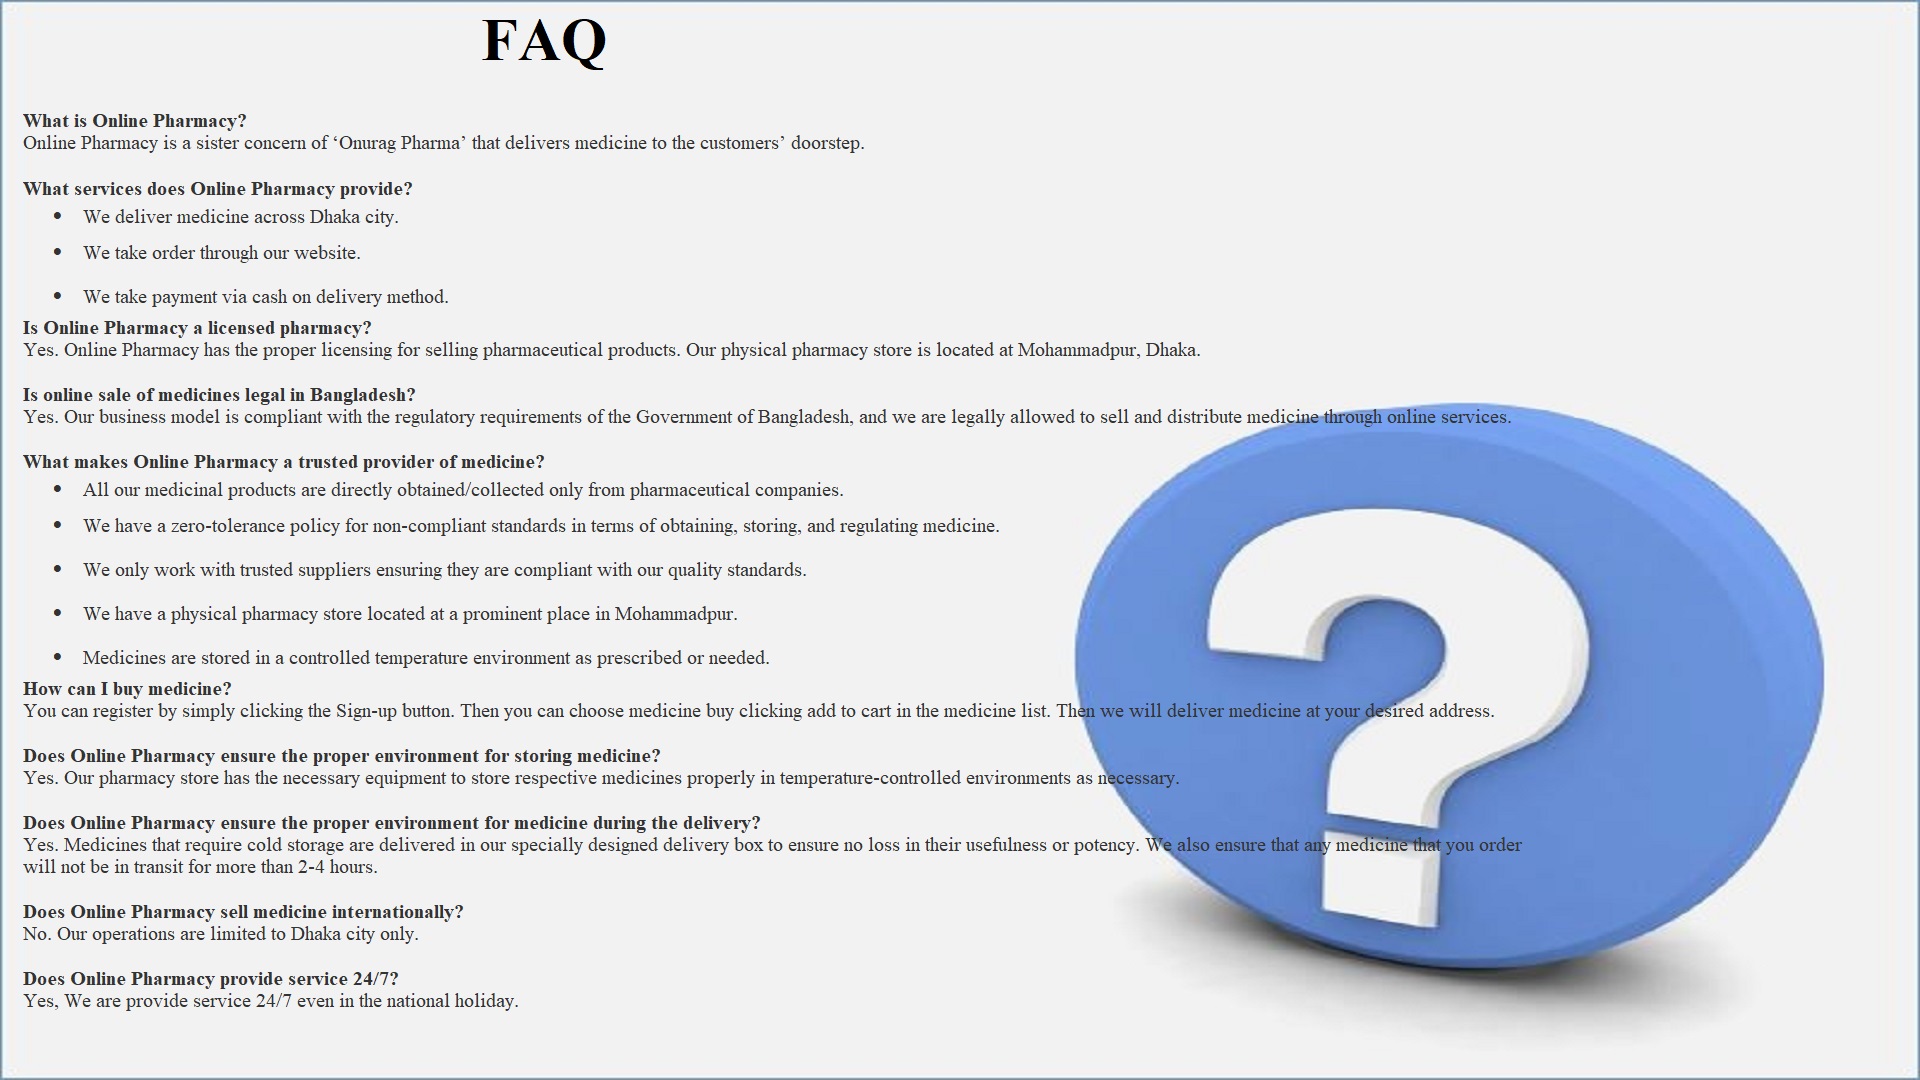 FAQ
What is Online Pharmacy?
Online Pharmacy is a sister concern of ‘Onurag Pharma’ that delivers medicine to the customers’ doorstep.
What services does Online Pharmacy provide?
• We deliver medicine across Dhaka city.
• We take order through our website.
• We take payment via cash on delivery method.
Is Online Pharmacy a licensed pharmacy?
Yes. Online Pharmacy has the proper licensing for selling pharmaceutical products. Our physical pharmacy store is located at Mohammadpur, Dhaka.
Is online sale of medicines legal in Bangladesh?
Yes. Our business model is compliant with the regulatory requirements of the Government of Bangladesh, and we are legally allowed to sell and distribute medicine through online services.
What makes Online Pharmacy a trusted provider of medicine?
• All our medicinal products are directly obtained/collected only from pharmaceutical companies.
• We have a zero-tolerance policy for non-compliant standards in terms of obtaining, storing, and regulating medicine.
• We only work with trusted suppliers ensuring they are compliant with our quality standards.
• We have a physical pharmacy store located at a prominent place in Mohammadpur.
• Medicines are stored in a controlled temperature environment as prescribed or needed.
How can I buy medicine?
You can register by simply clicking the Sign-up button. Then you can choose medicine buy clicking add to cart in the medicine list. Then we will deliver medicine at your desired address.
Does Online Pharmacy ensure the proper environment for storing medicine?
Yes. Our pharmacy store has the necessary equipment to store respective medicines properly in temperature-controlled environments as necessary.
Does Online Pharmacy ensure the proper environment for medicine during the delivery?
Yes. Medicines that require cold storage are delivered in our specially designed delivery box to ensure no loss in their usefulness or potency. We also ensure that any medicine that you order
will not be in transit for more than 2-4 hours.
Does Online Pharmacy sell medicine internationally?
No. Our operations are limited to Dhaka city only.
Does Online Pharmacy provide service 24/7?
Yes, We are provide service 24/7 even in the national holiday.
?